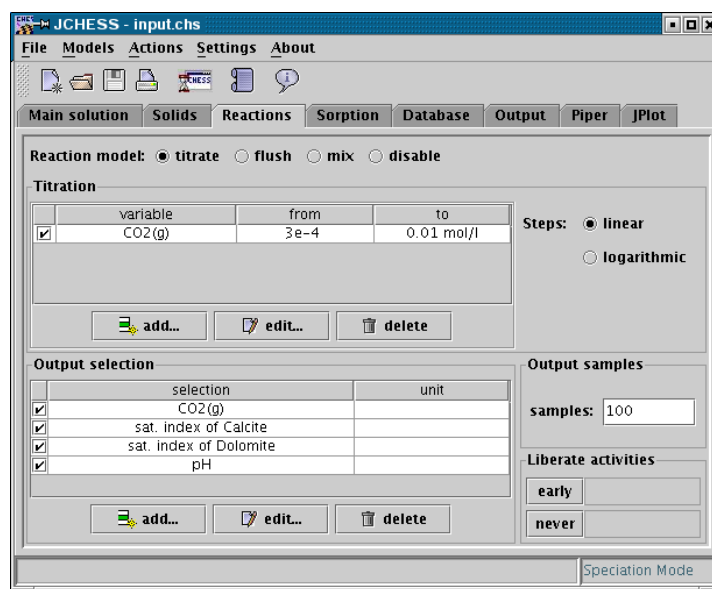 JCHESS - input.chs
File Models Actions Settings About
CHESS
Main solution Solids Reactions Sorption Database Output Piper JPlot
Reaction model: titrate flush mix disable
Titration
variable from to
CO2(g) 3e-4 0.01 mol/l
Steps: linear
logarithmic
add... edit... delete
Output selection
selection unit
CO2(g)
sat. index of Calcite
sat. index of Dolomite
pH
add... edit... delete
Output samples
samples: 100
Liberate activities
early
never
Speciation Mode